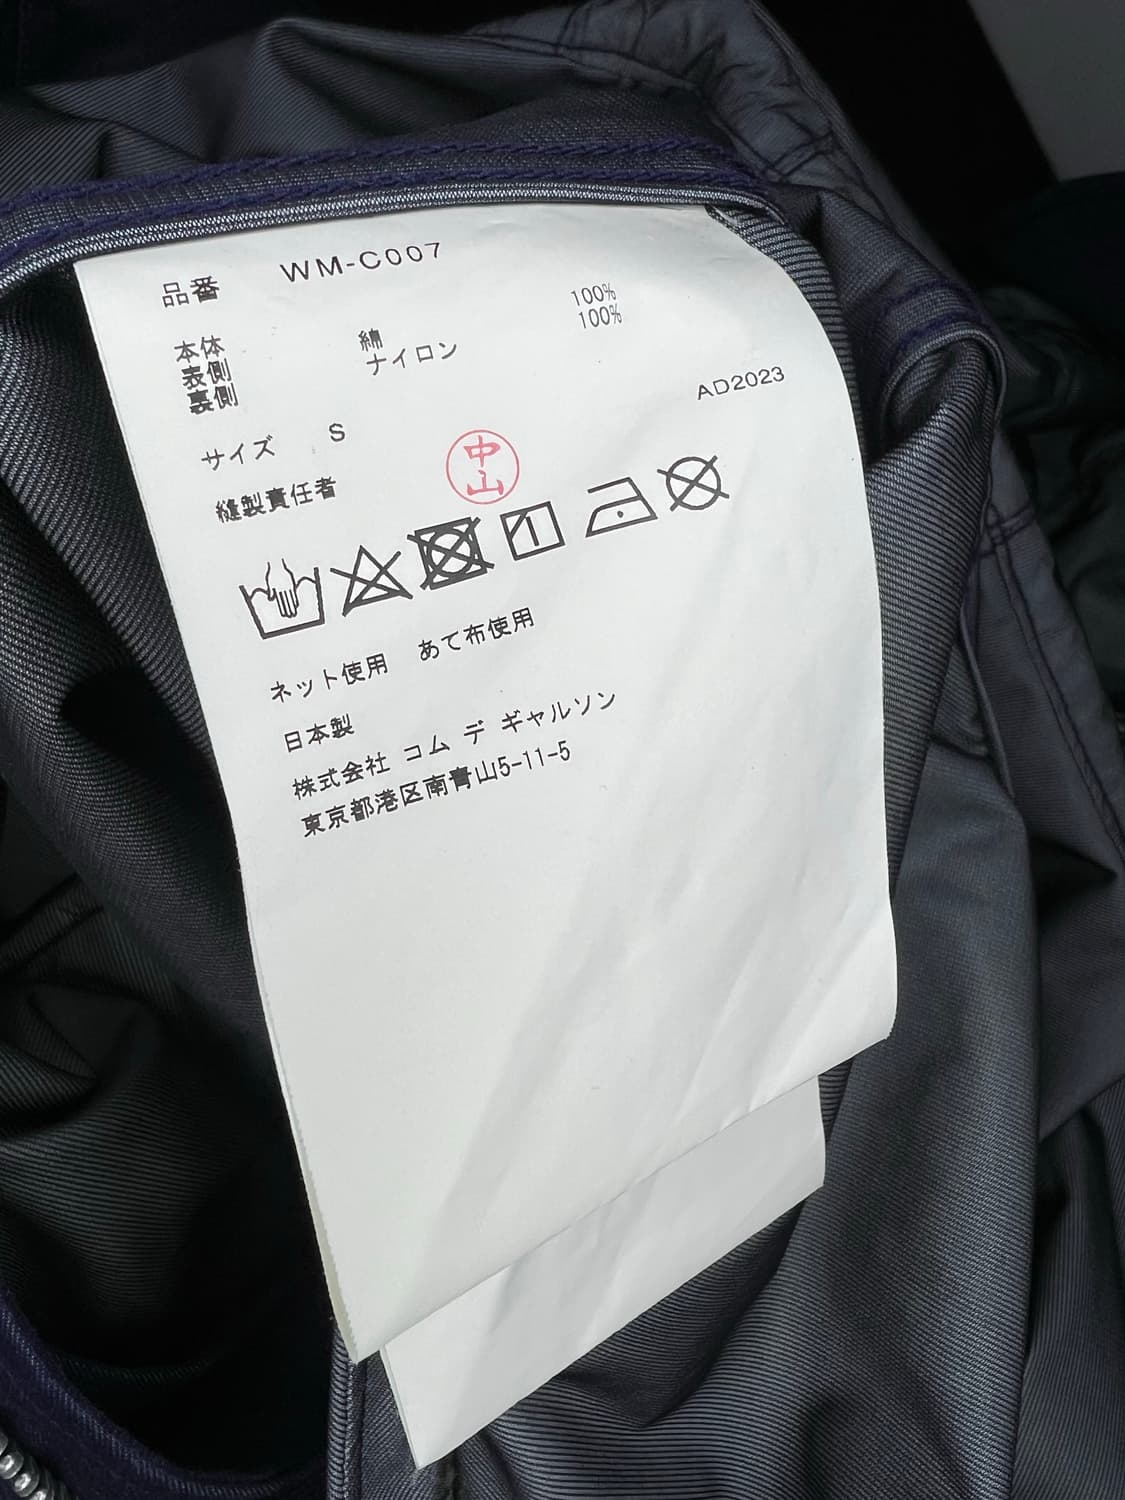 品番 WM-C007
本体
表側 綿 100%
裏側 ナイロン 100%
AD2023
サイズ S
縫製責任者 中山
ネット使用 あて布使用
日本製
株式会社 コム デ ギャルソン
東京都港区南青山5-11-5